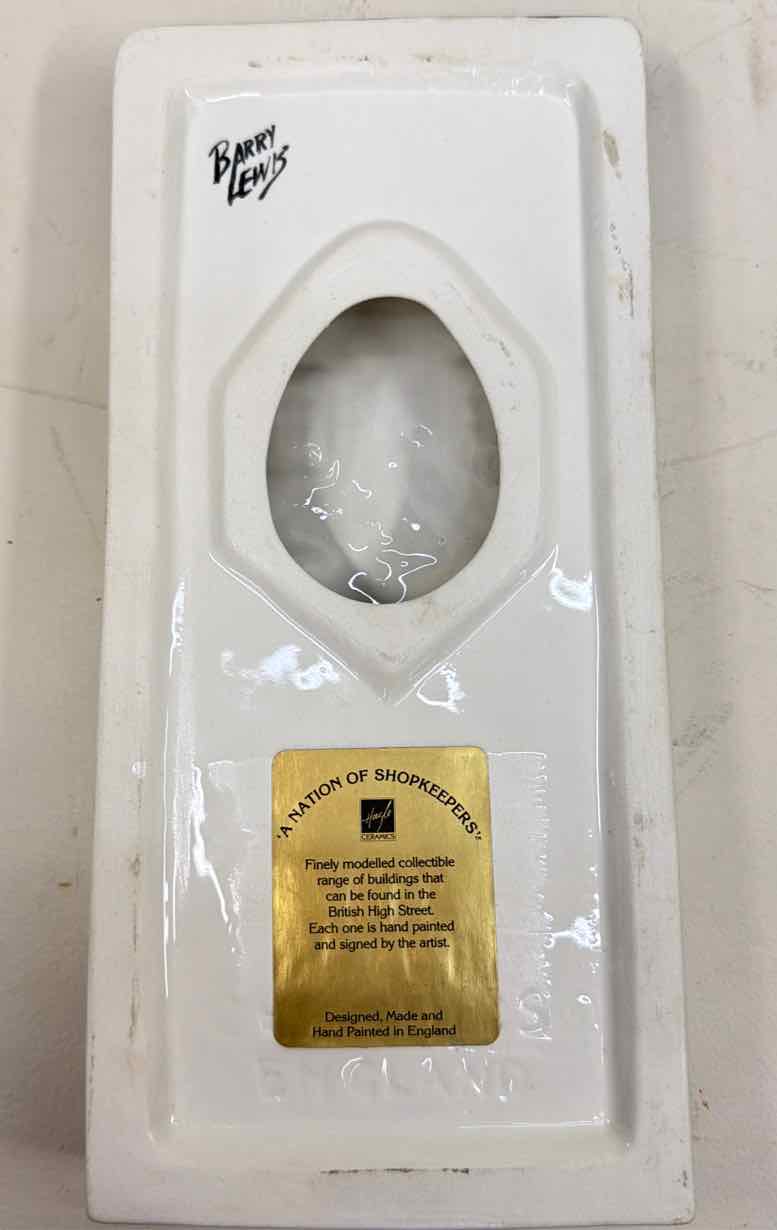 BARRY
LEWIS
'A NATION OF SHOPKEEPERS'
Hazle
CERAMICS
Finely modelled collectible
range of buildings that
can be found in the
British High Street.
Each one is hand painted
and signed by the artist.
Designed, Made and
Hand Painted in England